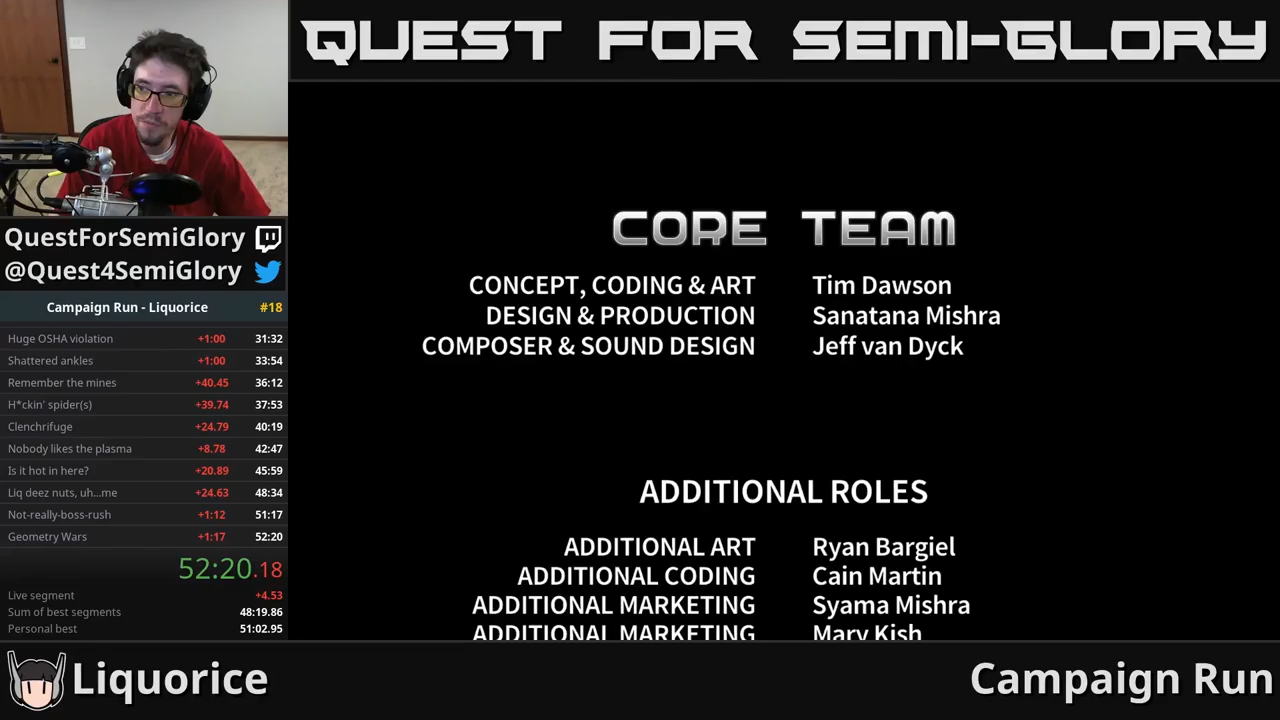 QUEST FOR SEMI-GLORY
QuestForSemiGlory
@Quest4SemiGlory
Campaign Run - Liquorice #18
Huge OSHA violation +1:00 31:32
Shattered ankles +1:00 33:54
Remember the mines +40.45 36:12
H*ckin' spider(s) +39.74 37:53
Clenchrifuge +24.79 40:19
Nobody likes the plasma +8.78 42:47
Is it hot in here? +20.89 45:59
Liq deez nuts, uh...me +24.63 48:34
Not-really-boss-rush +1:12 51:17
Geometry Wars +1:17 52:20
52:20.18
Live segment +4.53
Sum of best segments 48:19.86
Personal best 51:02.95
CORE TEAM
CONCEPT, CODING & ART Tim Dawson
DESIGN & PRODUCTION Sanatana Mishra
COMPOSER & SOUND DESIGN Jeff van Dyck
ADDITIONAL ROLES
ADDITIONAL ART Ryan Bargiel
ADDITIONAL CODING Cain Martin
ADDITIONAL MARKETING Syama Mishra
ADDITIONAL MARKETING Mary Kish
Liquorice
Campaign Run